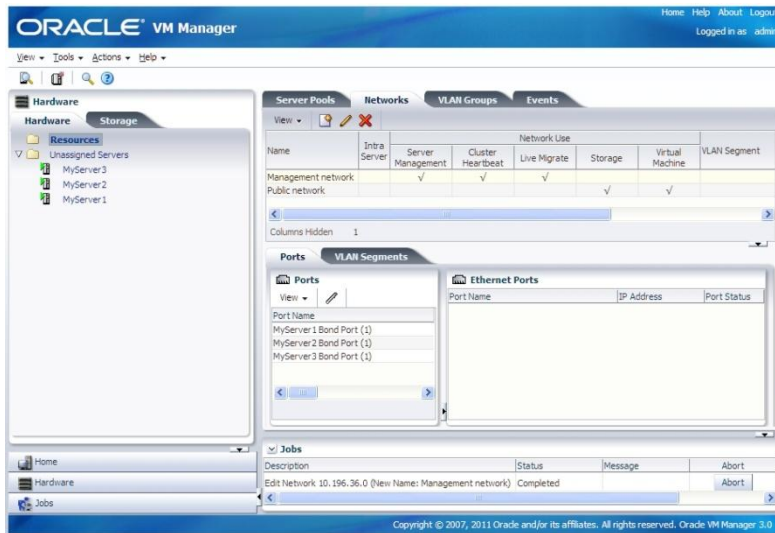 Home Help About Logou
ORACLE VM Manager
Logged in as admi
View Tools Actions Help
Hardware
Hardware Storage
Resources
Unassigned Servers
MyServer3
MyServer2
MyServer1
Home
Hardware
Jobs
Server Pools Networks VLAN Groups Events
View
Network Use
Name Intra Server Server Management Cluster Heartbeat Live Migrate Storage Virtual Machine VLAN Segment
Management network √ √ √
Public network √ √
Columns Hidden 1
Ports VLAN Segments
Ports
View
Port Name
MyServer1 Bond Port (1)
MyServer2 Bond Port (1)
MyServer3 Bond Port (1)
Ethernet Ports
Port Name IP Address Port Status
Jobs
Description Status Message Abort
Edit Network 10.196.36.0 (New Name: Management network) Completed Abort
Copyright © 2007, 2011 Oracle and/or its affiliates. All rights reserved. Oracle VM Manager 3.0